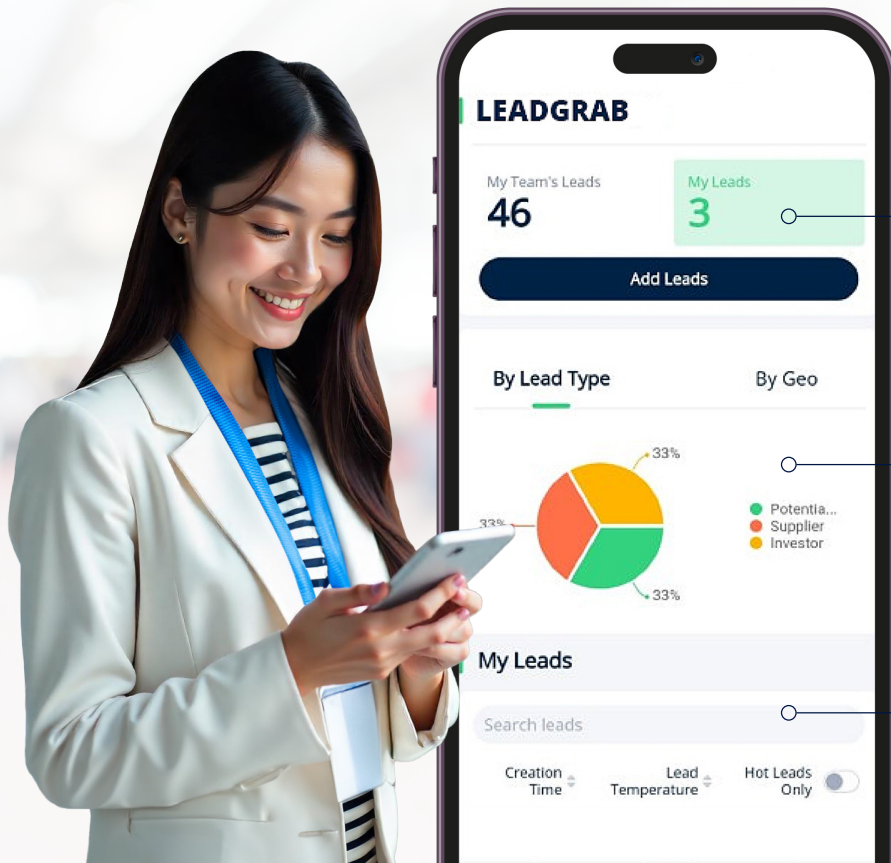 LEADGRAB
My Team's Leads
46
My Leads
3
Add Leads
By Lead Type
By Geo
33%
33%
33%
Potentia...
Supplier
Investor
My Leads
Search leads
Creation
Time
Lead
Temperature
Hot Leads
Only